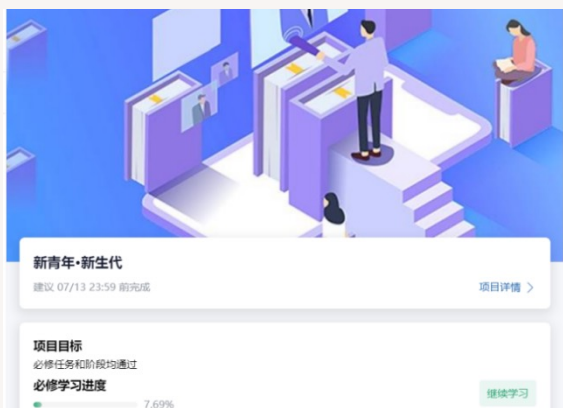 新青年·新生代
建议 07/13 23:59 前完成
项目详情 >
项目目标
必修任务和阶段均通过
必修学习进度
7.69%
继续学习